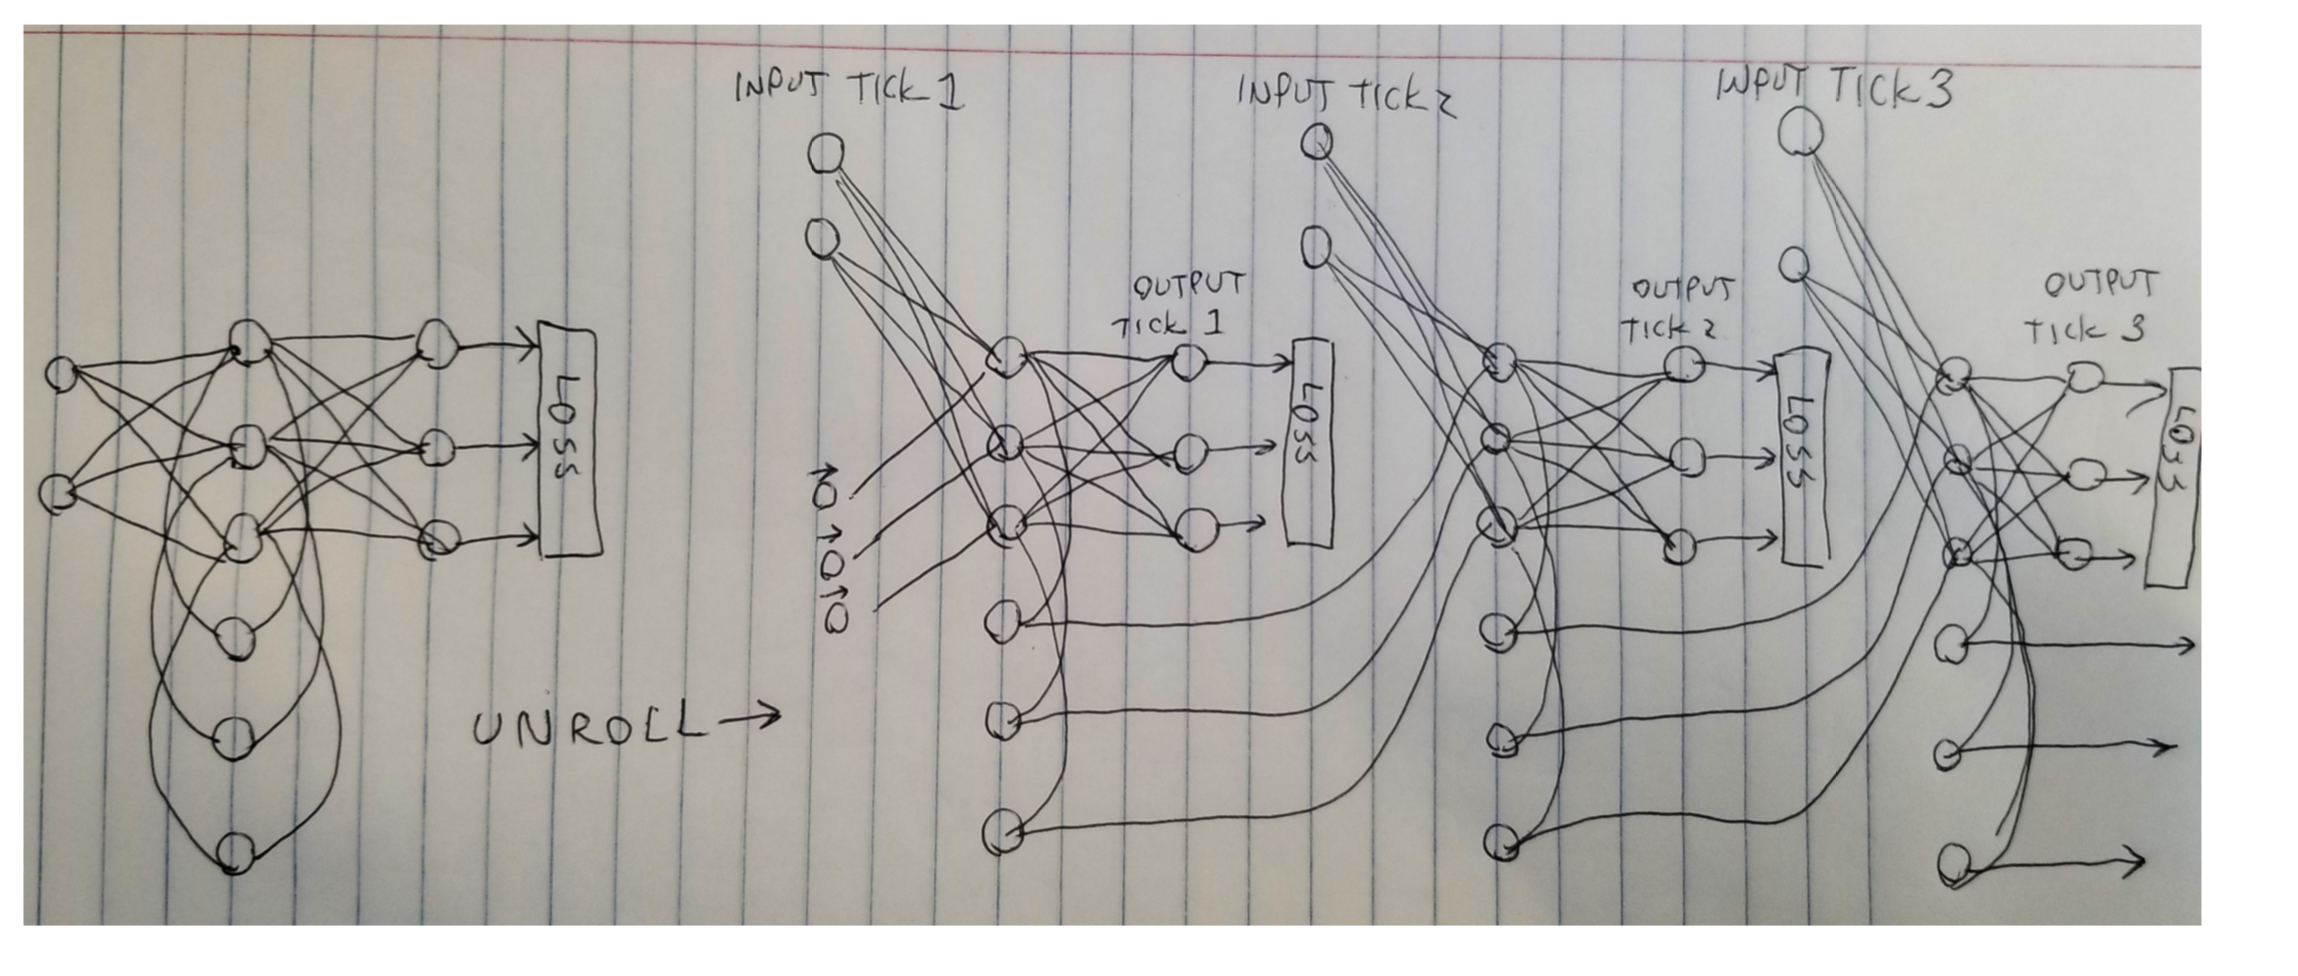 INPUT TICK 1
INPUT TICK 2
INPUT TICK 3
OUTPUT
TICK 1
OUTPUT
TICK 2
OUTPUT
TICK 3
LOSS
LOSS
LOSS
LOSS
0
0
0
UNROLL →